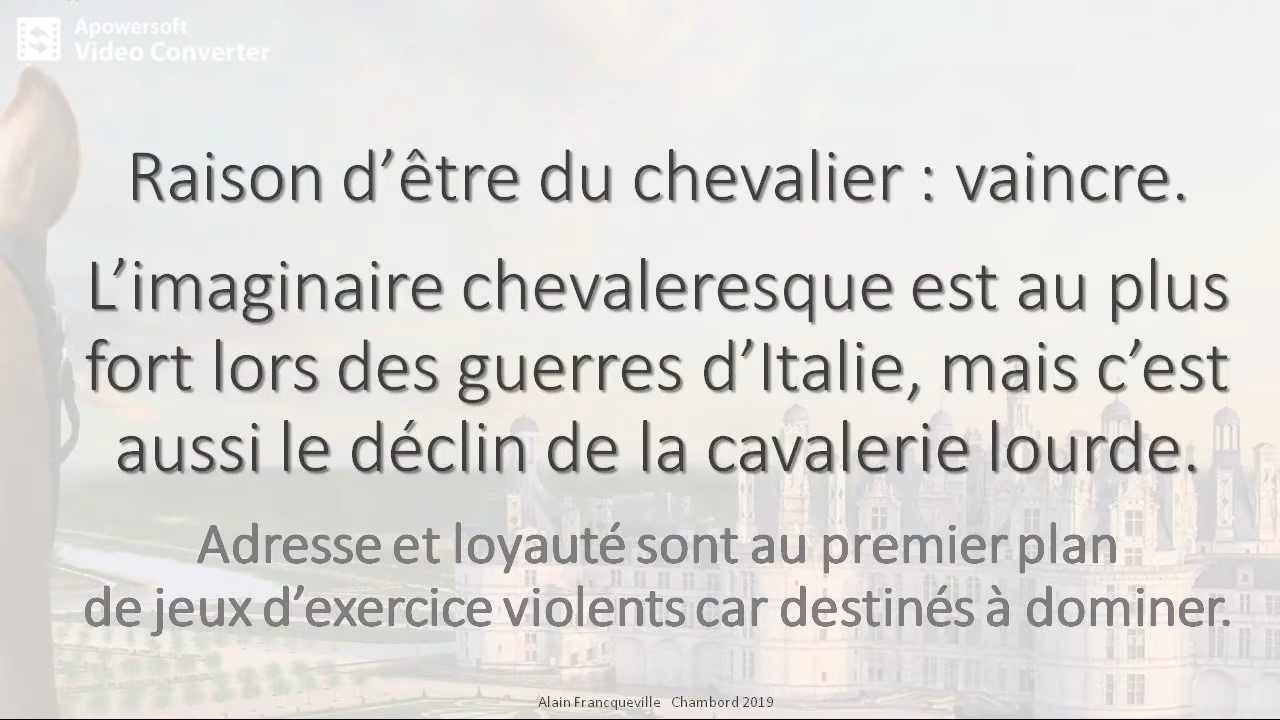 Apowersoft
Video Converter
Raison d’être du chevalier : vaincre.
L’imaginaire chevaleresque est au plus
fort lors des guerres d’Italie, mais c’est
aussi le déclin de la cavalerie lourde.
Adresse et loyauté sont au premier plan
de jeux d’exercice violents car destinés à dominer.
Alain Francqueville Chambord 2019